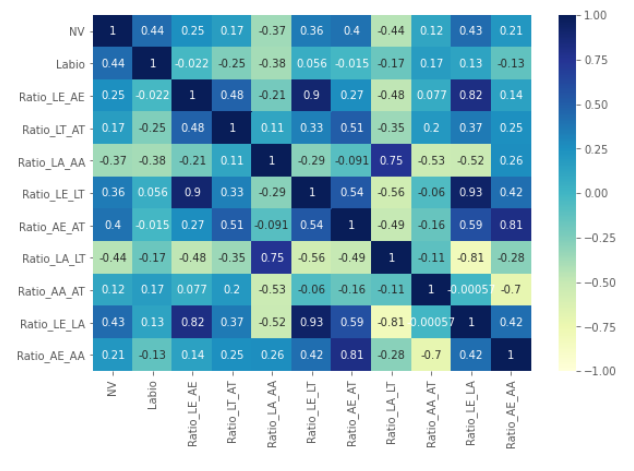 NV 1 0.44 0.25 0.17 -0.37 0.36 0.4 -0.44 0.12 0.43 0.21
Labio 0.44 1 -0.022 -0.25 -0.38 0.056 -0.015 -0.17 0.17 0.13 -0.13
Ratio_LE_AE 0.25 -0.022 1 0.48 -0.21 0.9 0.27 -0.48 0.077 0.82 0.14
Ratio_LT_AT 0.17 -0.25 0.48 1 0.11 0.33 0.51 -0.35 0.2 0.37 0.25
Ratio_LA_AA -0.37 -0.38 -0.21 0.11 1 -0.29 -0.091 0.75 -0.53 -0.52 0.26
Ratio_LE_LT 0.36 0.056 0.9 0.33 -0.29 1 0.54 -0.56 -0.06 0.93 0.42
Ratio_AE_AT 0.4 -0.015 0.27 0.51 -0.091 0.54 1 -0.49 -0.16 0.59 0.81
Ratio_LA_LT -0.44 -0.17 -0.48 -0.35 0.75 -0.56 -0.49 1 -0.11 -0.81 -0.28
Ratio_AA_AT 0.12 0.17 0.077 0.2 -0.53 -0.06 -0.16 -0.11 1 -0.00057 -0.7
Ratio_LE_LA 0.43 0.13 0.82 0.37 -0.52 0.93 0.59 -0.81 -0.00057 1 0.42
Ratio_AE_AA 0.21 -0.13 0.14 0.25 0.26 0.42 0.81 -0.28 -0.7 0.42 1
NV
Labio
Ratio_LE_AE
Ratio_LT_AT
Ratio_LA_AA
Ratio_LE_LT
Ratio_AE_AT
Ratio_LA_LT
Ratio_AA_AT
Ratio_LE_LA
Ratio_AE_AA
1.00
0.75
0.50
0.25
0.00
−0.25
−0.50
−0.75
−1.00